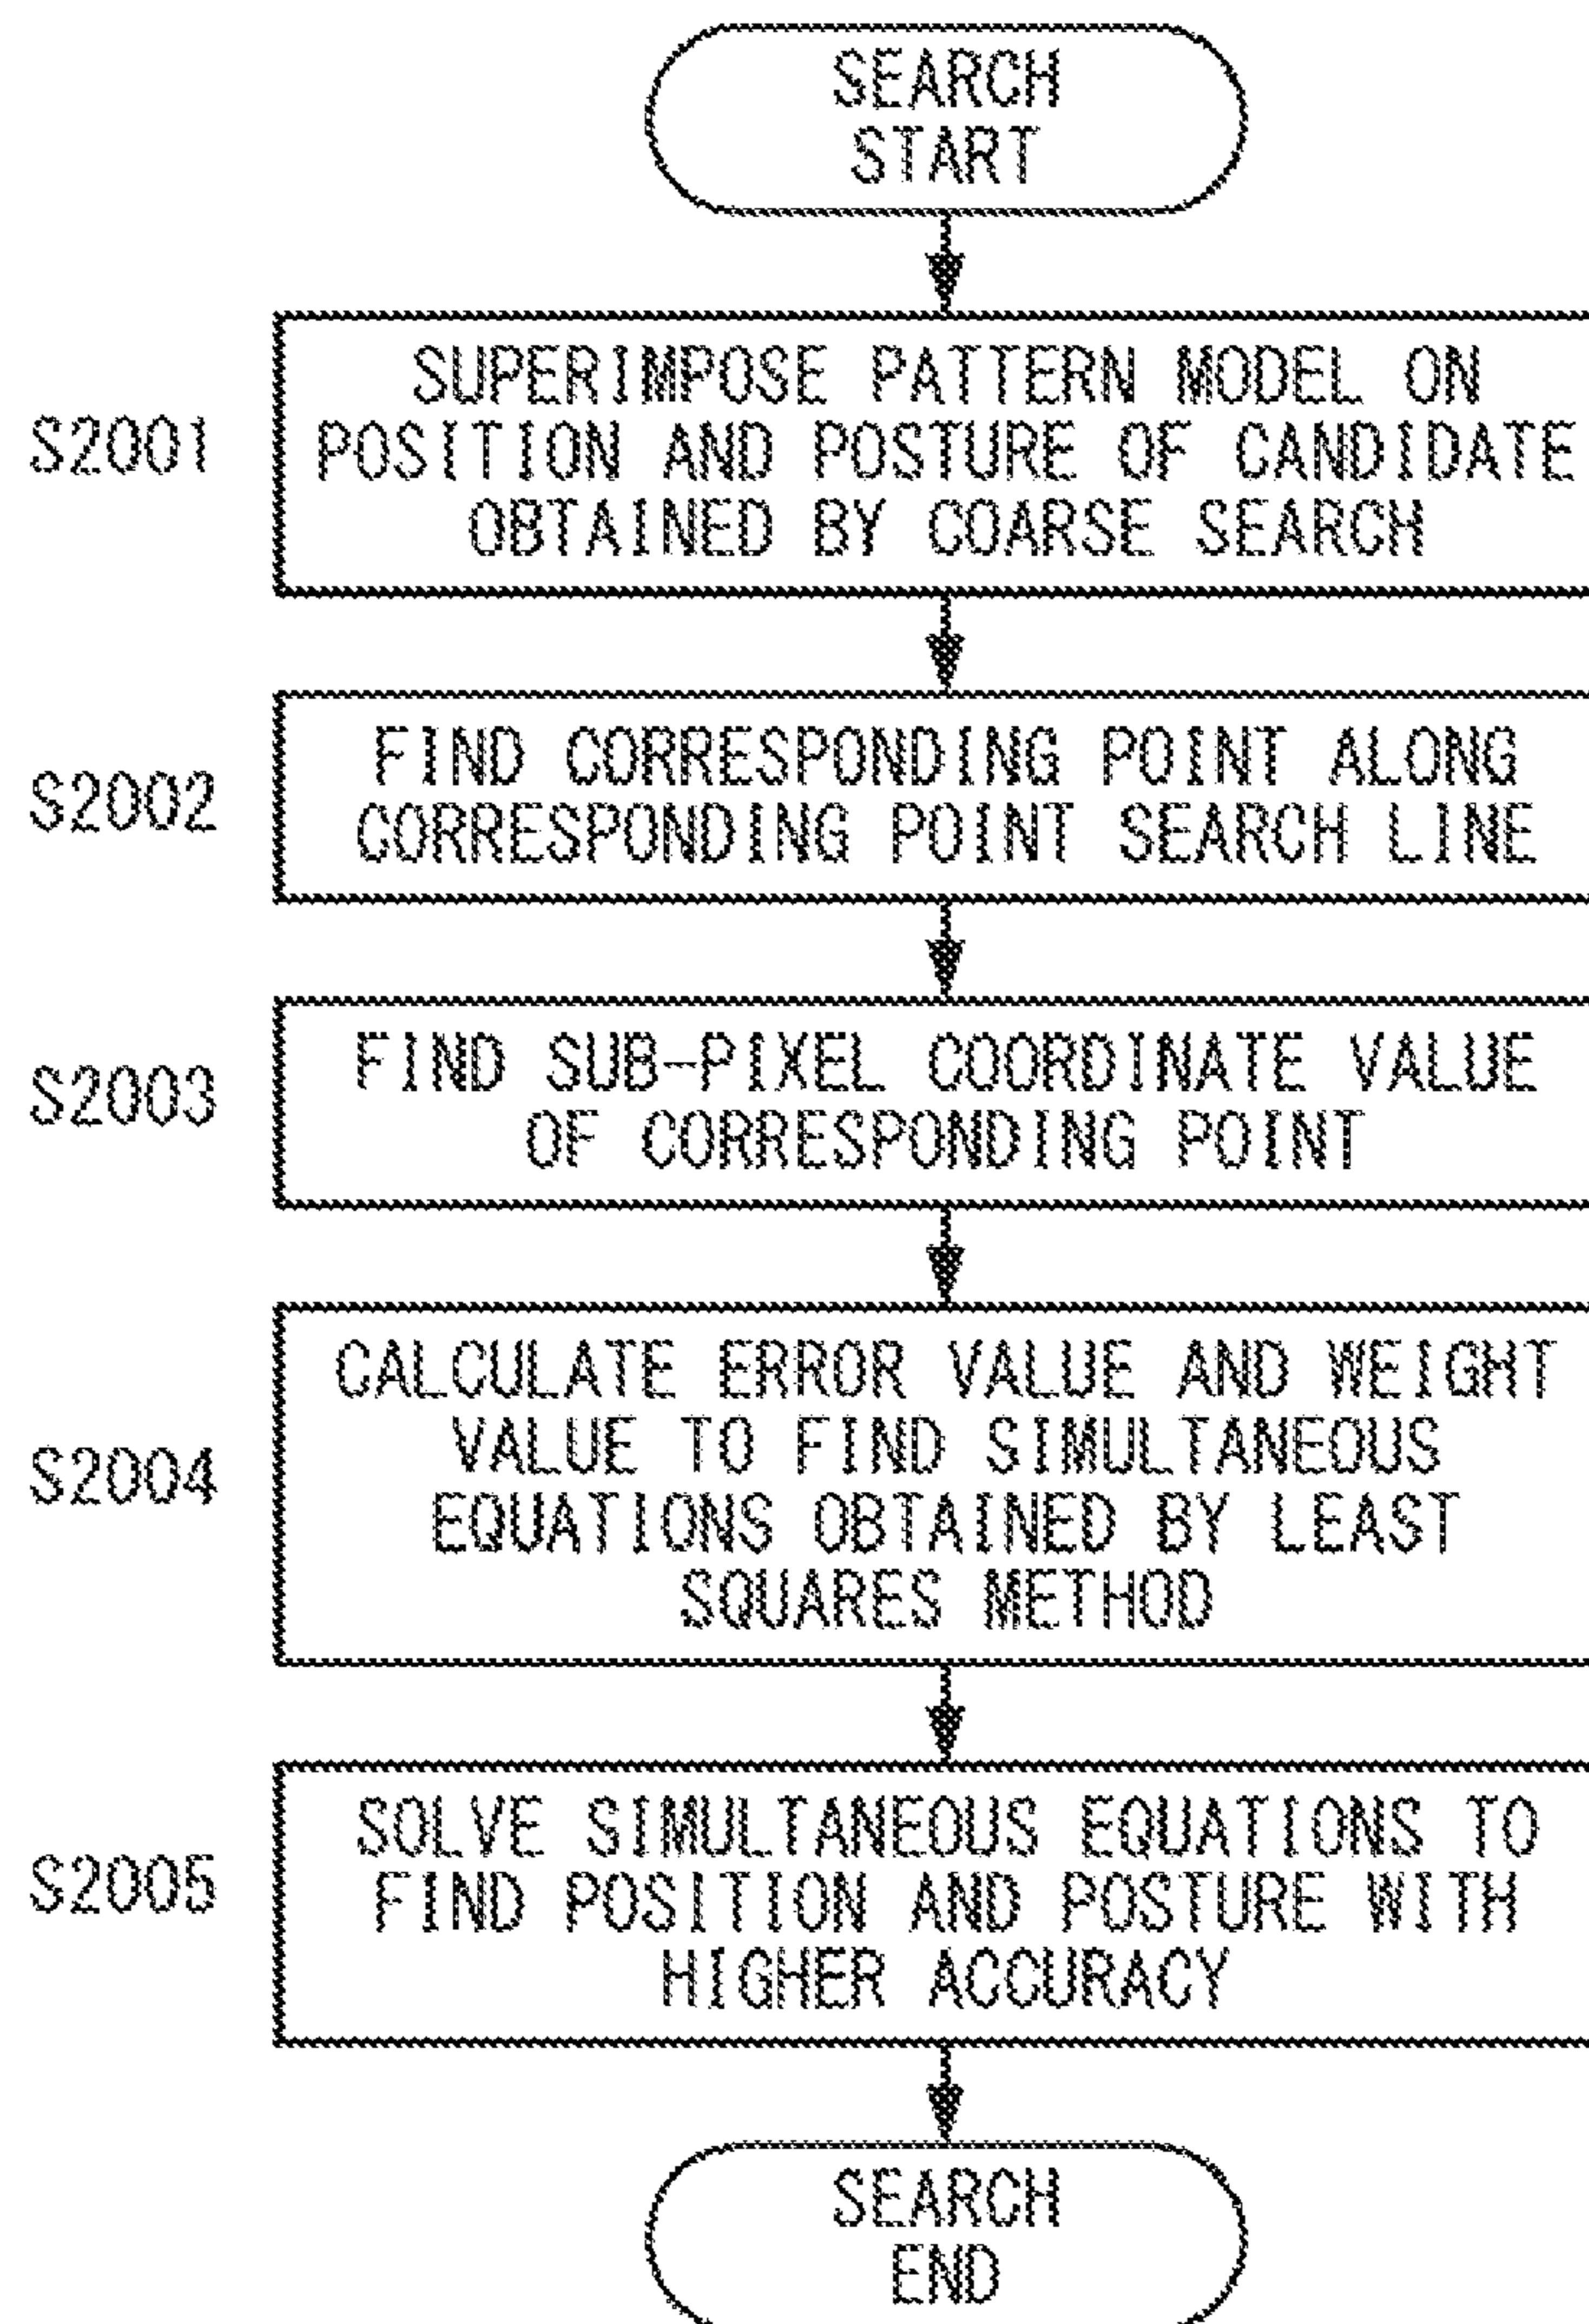 SEARCH
START
S2001
SUPERIMPOSE PATTERN MODEL ON
POSITION AND POSTURE OF CANDIDATE
OBTAINED BY COARSE SEARCH
S2002
FIND CORRESPONDING POINT ALONG
CORRESPONDING POINT SEARCH LINE
S2003
FIND SUB-PIXEL COORDINATE VALUE
OF CORRESPONDING POINT
S2004
CALCULATE ERROR VALUE AND WEIGHT
VALUE TO FIND SIMULTANEOUS
EQUATIONS OBTAINED BY LEAST
SQUARES METHOD
S2005
SOLVE SIMULTANEOUS EQUATIONS TO
FIND POSITION AND POSTURE WITH
HIGHER ACCURACY
SEARCH
END